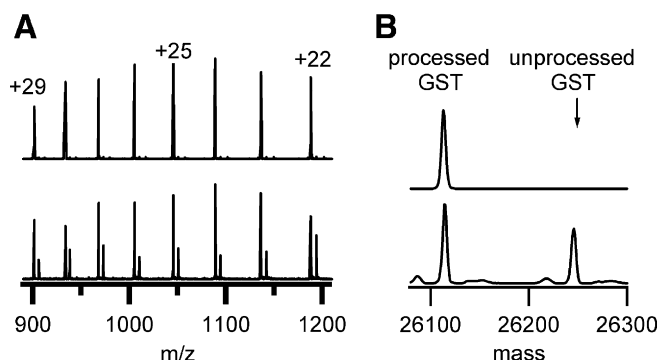 A
B
+29
+25
+22
processed GST
unprocessed GST
900 1000 1100 1200
m/z
26100 26200 26300
mass